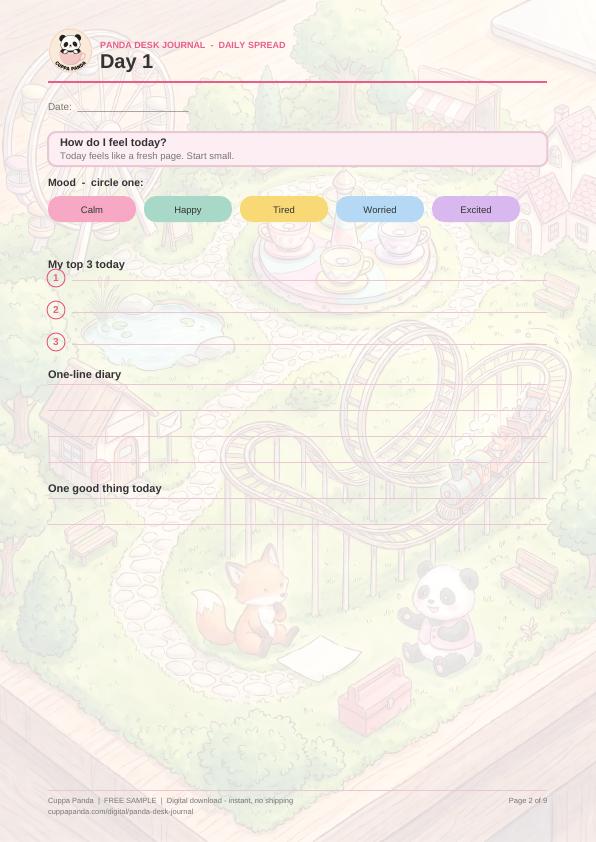 CUPPA PANDA
PANDA DESK JOURNAL - DAILY SPREAD
Day 1
Date: ____________________
How do I feel today?
Today feels like a fresh page. Start small.
Mood - circle one:
Calm Happy Tired Worried Excited
My top 3 today
1
2
3
One-line diary
One good thing today
Cuppa Panda | FREE SAMPLE | Digital download - instant, no shipping Page 2 of 9
cuppapanda.com/digital/panda-desk-journal